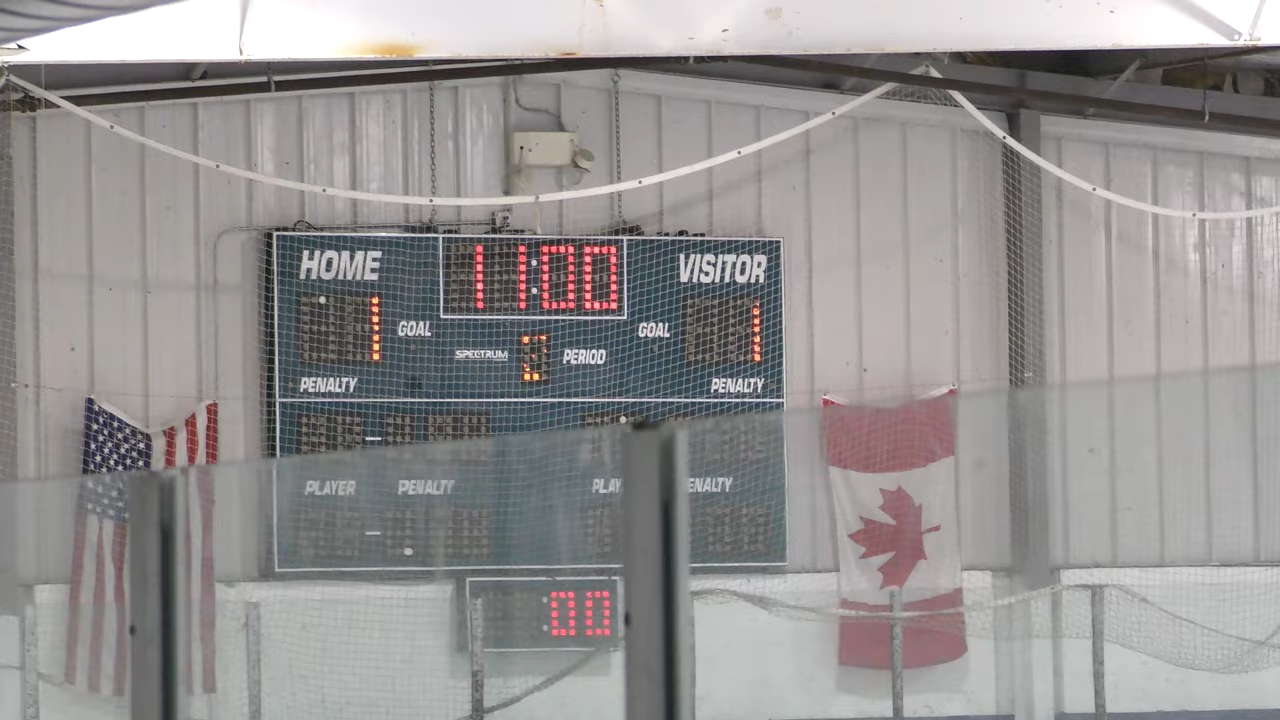 HOME 11:00 VISITOR
1 GOAL GOAL 1
SPECTRUM 2 PERIOD
PENALTY PENALTY
PLAYER PENALTY PLAY ENALTY
00